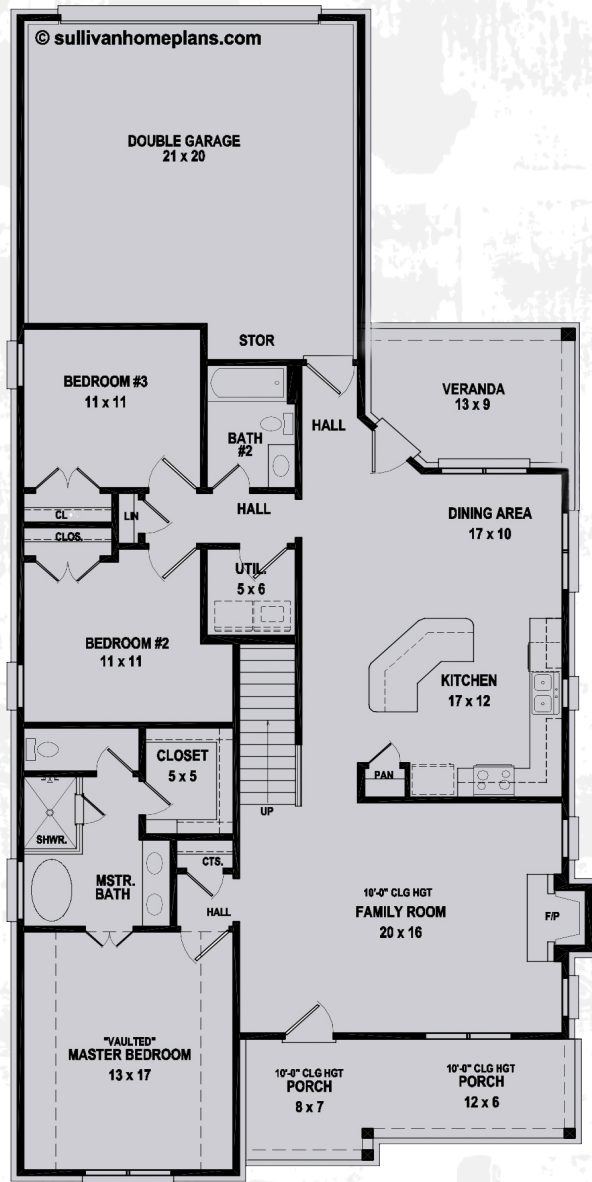 © sullivanhomeplans.com
DOUBLE GARAGE
21 x 20
STOR
BEDROOM #3
11 x 11
BATH
#2
HALL
VERANDA
13 x 9
CL
LIN
HALL
DINING AREA
17 x 10
CLOS.
UTIL.
5 x 6
BEDROOM #2
11 x 11
KITCHEN
17 x 12
CLOSET
5 x 5
PAN
UP
SHWR.
MSTR.
BATH
CTS.
HALL
10'-0" CLG HGT
FAMILY ROOM
20 x 16
F/P
"VAULTED"
MASTER BEDROOM
13 x 17
10'-0" CLG HGT
PORCH
8 x 7
10'-0" CLG HGT
PORCH
12 x 6